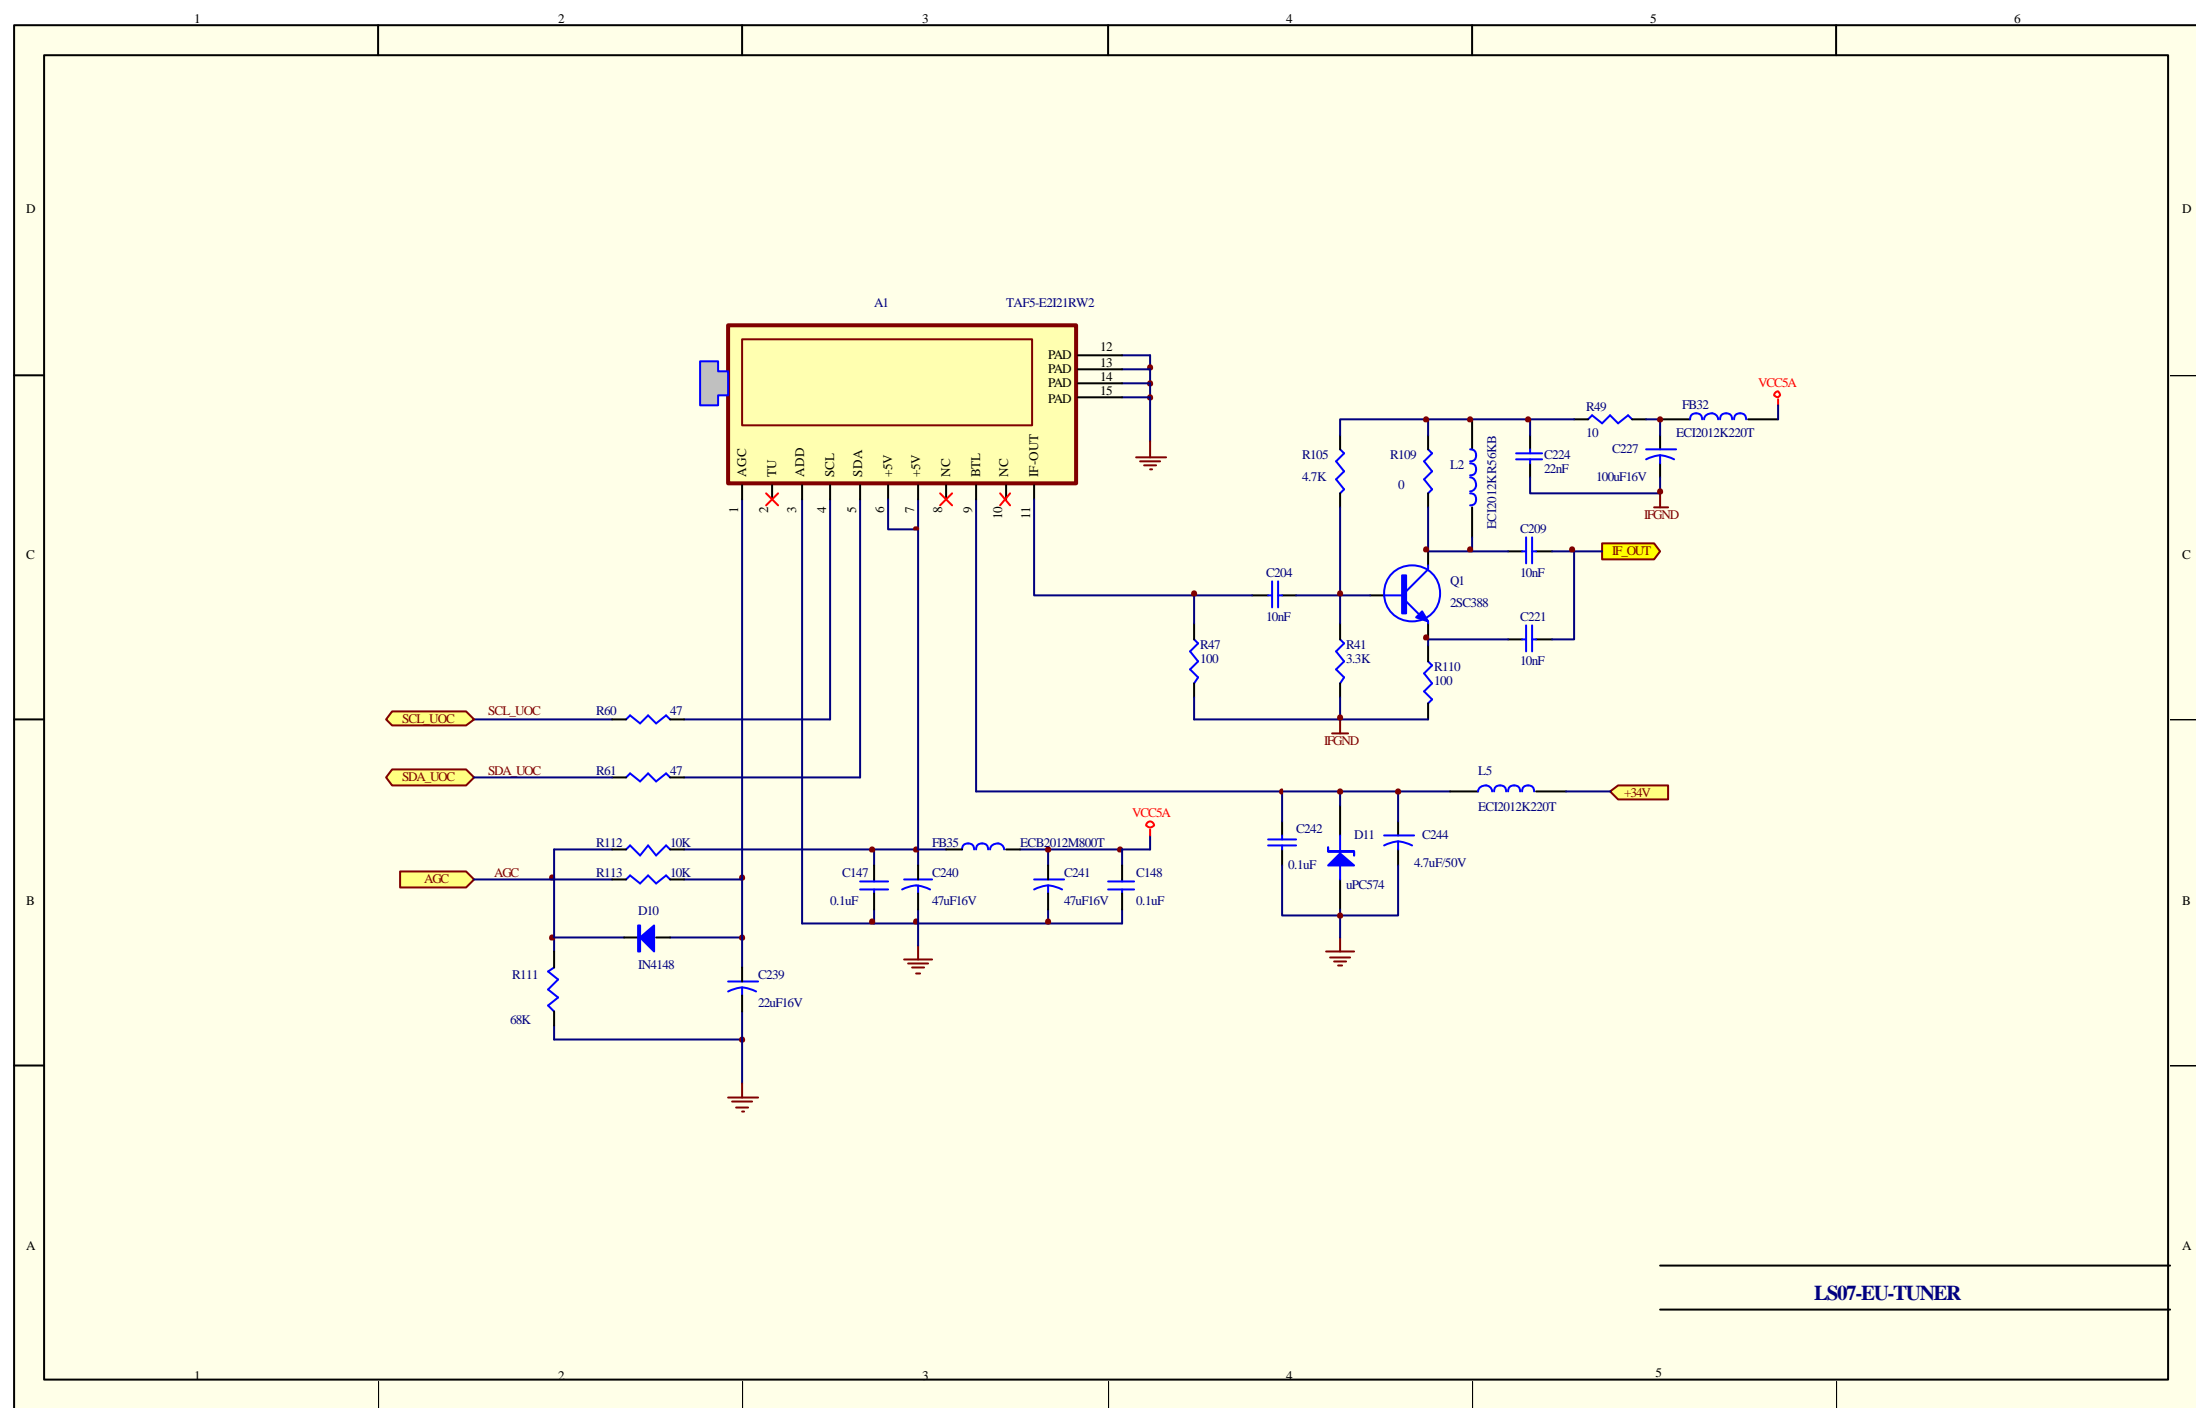 1 2 3 4 5 6
D D
A1 TAF5-E2I21RW2
PAD 12
PAD 13
PAD 14
PAD 15
AGC TU ADD SCL SDA +5V +5V NC BTL NC IF-OUT
1 2 3 4 5 6 7 8 9 10 11
VCC5A
R49 FB32
10 ECI2012K220T
R105 R109 L2 ECI2012KR56KB C224 C227
4.7K 0 22nF 100uF16V
IFGND
C C
C209
10nF
IF_OUT
C204
10nF
Q1
2SC388
C221
10nF
R47
100
R41
3.3K
R110
100
IFGND
SCL_UOC SCL_UOC R60 47
SDA_UOC SDA_UOC R61 47
L5
ECI2012K220T
+34V
VCC5A
R112 10K FB35 ECB2012M800T
AGC AGC R113 10K
C147
0.1uF
C240
47uF16V
C241
47uF16V
C148
0.1uF
C242
0.1uF
D11
uPC574
C244
4.7uF/50V
B B
D10
IN4148
R111
68K
C239
22uF16V
A A
LS07-EU-TUNER
1 2 3 4 5